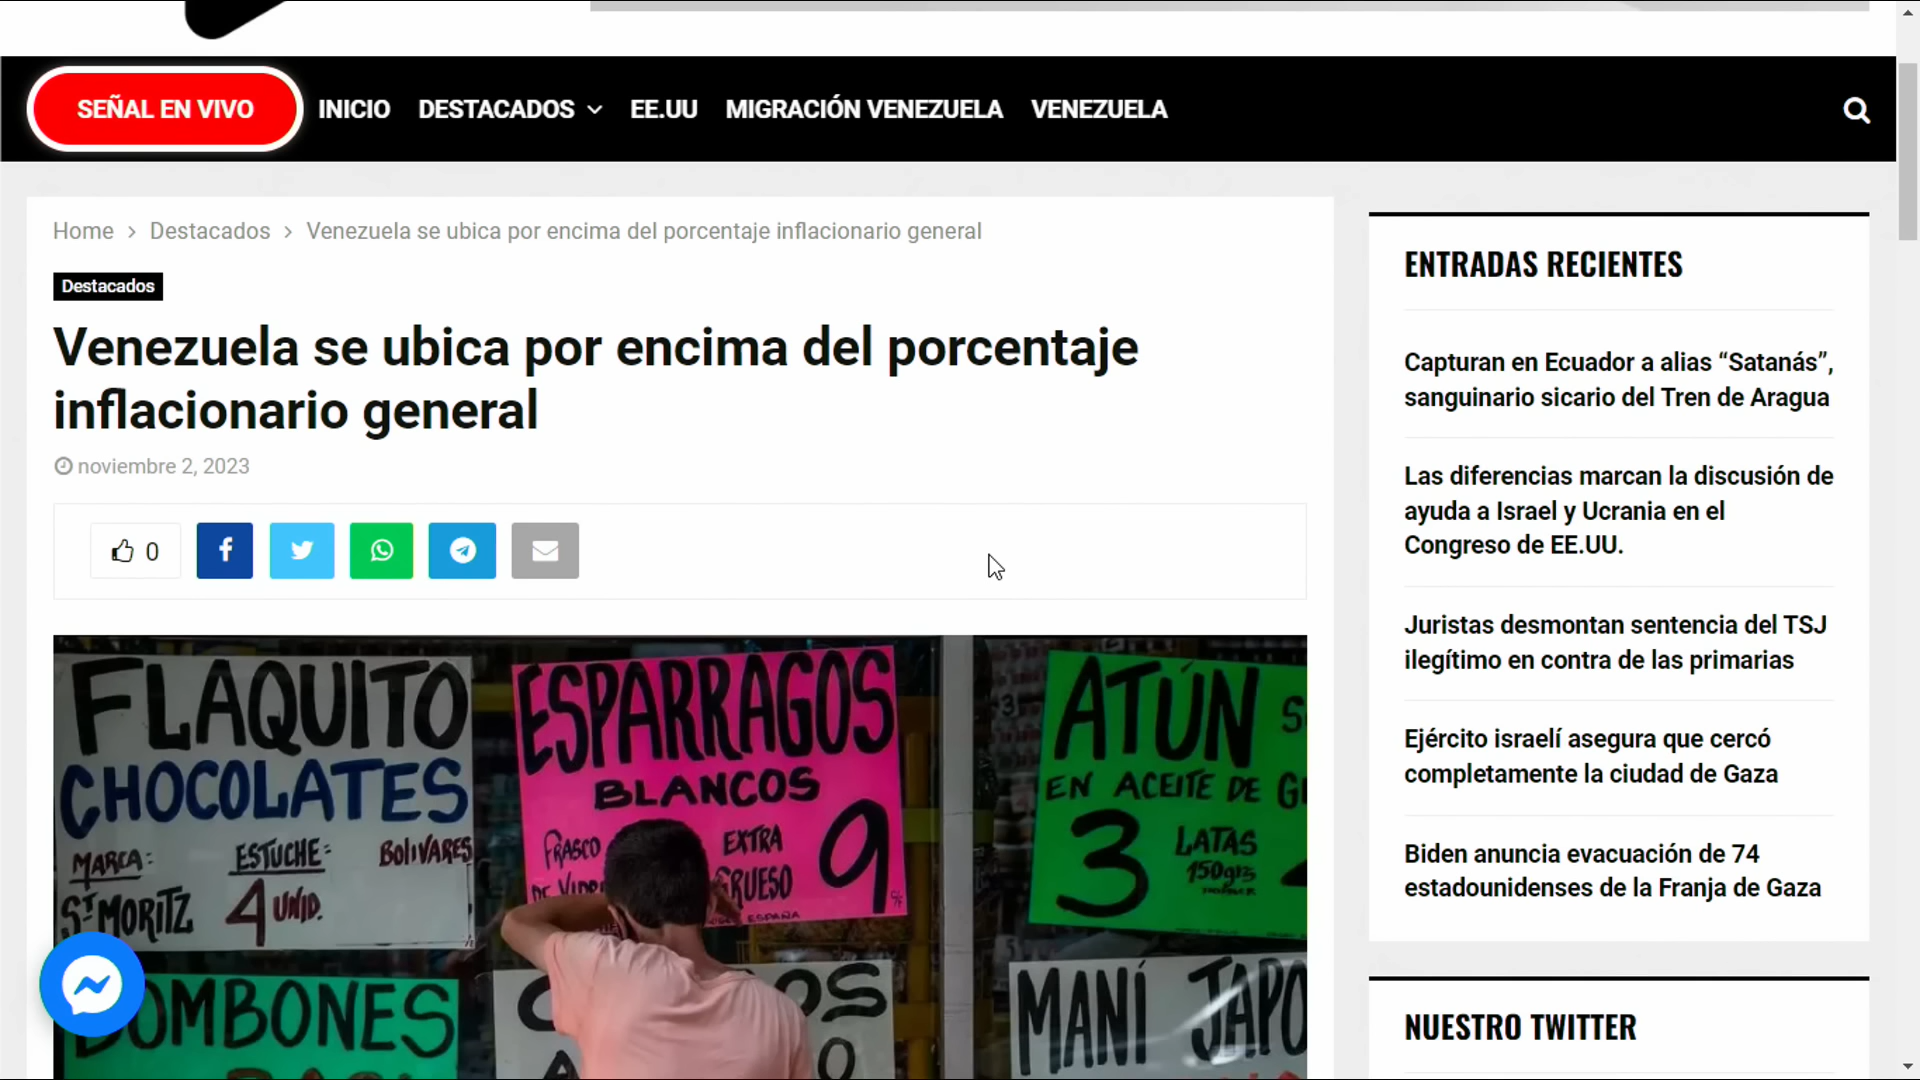 SEÑAL EN VIVO
INICIO
DESTACADOS
EE.UU
MIGRACIÓN VENEZUELA
VENEZUELA
Home > Destacados > Venezuela se ubica por encima del porcentaje inflacionario general
Destacados
Venezuela se ubica por encima del porcentaje
inflacionario general
noviembre 2, 2023
0
FLAQUITO
CHOCOLATES
MARCA: ESTUCHE: BOLIVARES
ST MORITZ 4 UNID.
BOMBONES
ESPARRAGOS
BLANCOS
FRASCO EXTRA 9
DE GRUESO
ESPAÑA
ATÚN
EN ACEITE DE
3 LATAS
150grs
MANÍ JAPO
ENTRADAS RECIENTES
Capturan en Ecuador a alias “Satanás”,
sanguinario sicario del Tren de Aragua
Las diferencias marcan la discusión de
ayuda a Israel y Ucrania en el
Congreso de EE.UU.
Juristas desmontan sentencia del TSJ
ilegítimo en contra de las primarias
Ejército israelí asegura que cercó
completamente la ciudad de Gaza
Biden anuncia evacuación de 74
estadounidenses de la Franja de Gaza
NUESTRO TWITTER